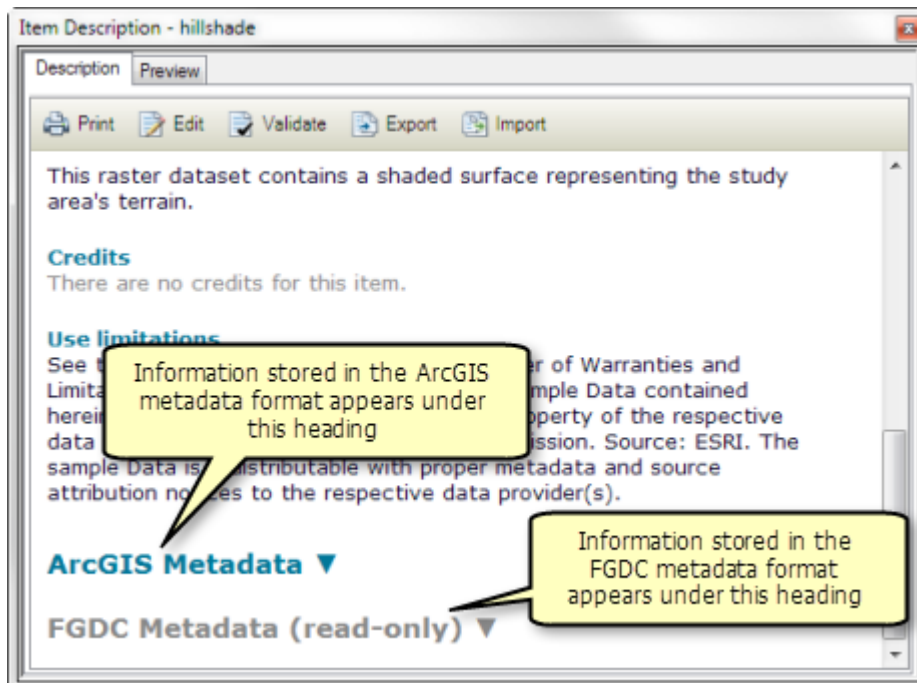 Item Description - hillshade
Description Preview
Print Edit Validate Export Import
This raster dataset contains a shaded surface representing the study
area's terrain.
Credits
There are no credits for this item.
Use limitations
See er of Warranties and
Limita mple Data contained
herei operty of the respective
data ission. Source: ESRI. The
sample Data is distributable with proper metadata and source
attribution no es to the respective data provider(s).
Information stored in the ArcGIS
metadata format appears under
this heading
ArcGIS Metadata ▼
Information stored in the
FGDC metadata format
appears under this heading
FGDC Metadata (read-only) ▼